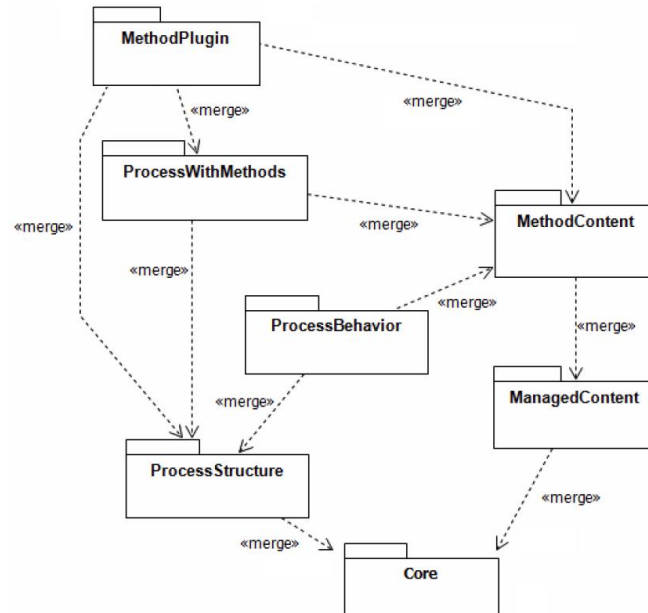 MethodPlugin
«merge»
«merge»
ProcessWithMethods
«merge»
«merge»
MethodContent
«merge»
«merge»
ProcessBehavior
«merge»
«merge»
ManagedContent
ProcessStructure
«merge»
«merge»
Core